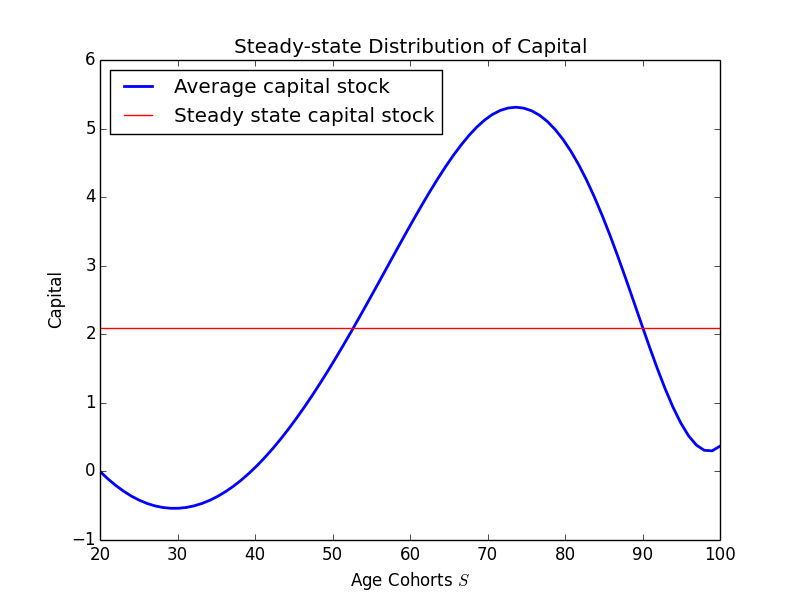 Steady-state Distribution of Capital
6
Average capital stock
Steady state capital stock
5
4
3
2
1
0
−1
Capital
20 30 40 50 60 70 80 90 100
Age Cohorts S